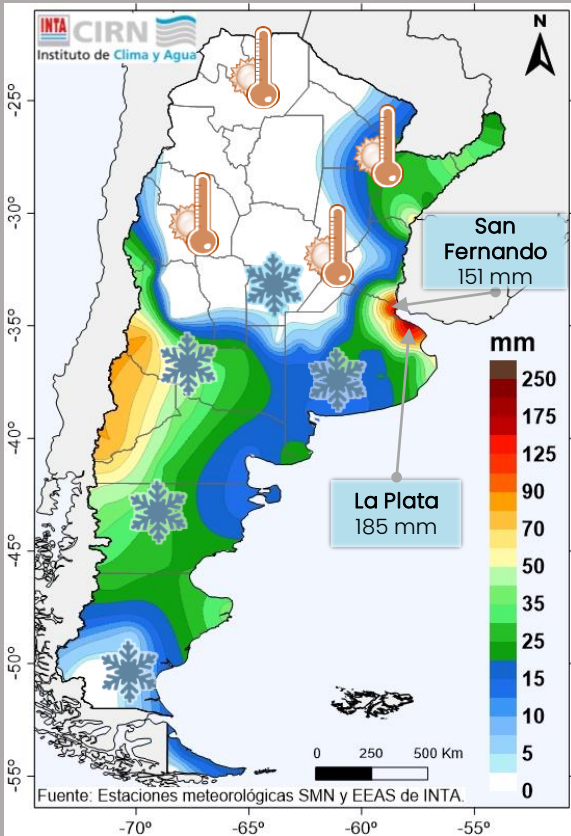 INTA CIRN
Instituto de Clima y Agua
N
-25°
-30°
-35°
-40°
-45°
-50°
-55°
San
Fernando
151 mm
La Plata
185 mm
mm
250
175
125
90
70
50
35
25
15
10
5
0
0 250 500 Km
Fuente: Estaciones meteorológicas SMN y EEAS de INTA.
-70° -65° -60° -55°